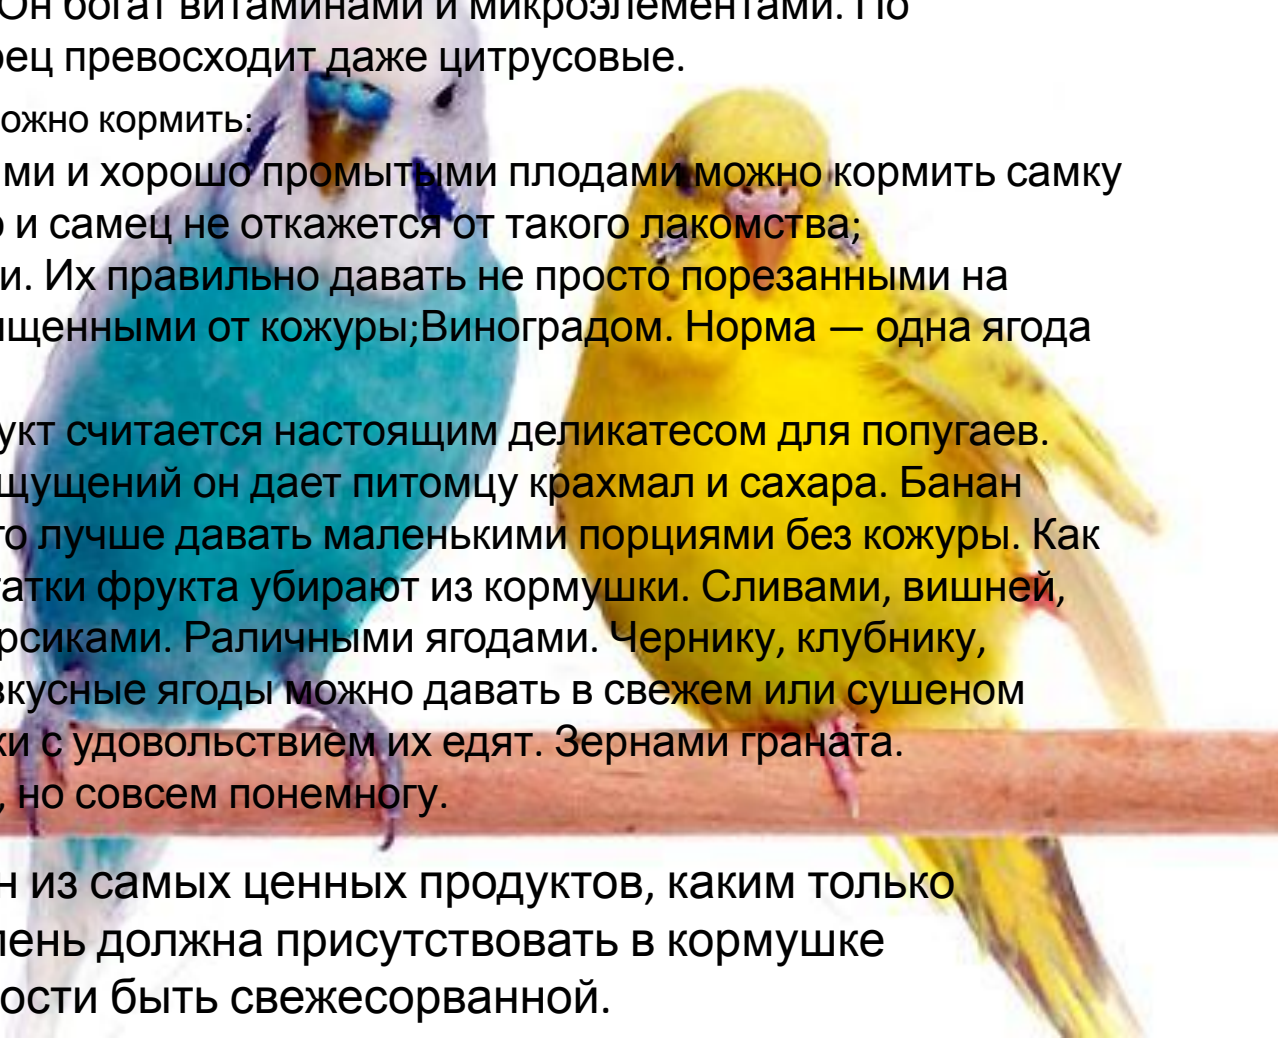 Он богат витаминами и микроэлементами. По
рец превосходит даже цитрусовые.
ожно кормить:
ми и хорошо промытыми плодами можно кормить самку
о и самец не откажется от такого лакомства;
и. Их правильно давать не просто порезанными на
ищенными от кожуры;Виноградом. Норма — одна ягода
укт считается настоящим деликатесом для попугаев.
щущений он дает питомцу крахмал и сахара. Банан
го лучше давать маленькими порциями без кожуры. Как
татки фрукта убирают из кормушки. Сливами, вишней,
рсиками. Раличными ягодами. Чернику, клубнику,
вкусные ягоды можно давать в свежем или сушеном
ки с удовольствием их едят. Зернами граната.
, но совсем понемногу.
н из самых ценных продуктов, каким только
лень должна присутствовать в кормушке
ости быть свежесорванной.